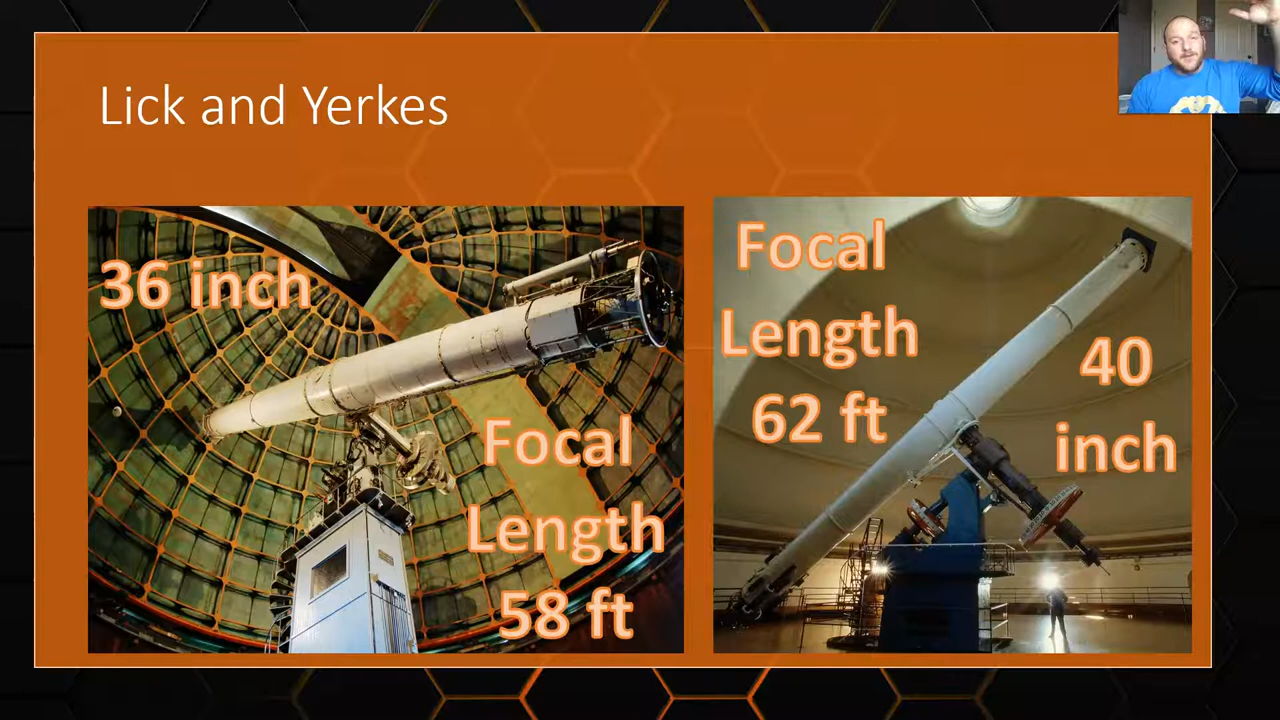 Lick and Yerkes
36 inch
Focal
Length
58 ft
Focal
Length
62 ft
40
inch